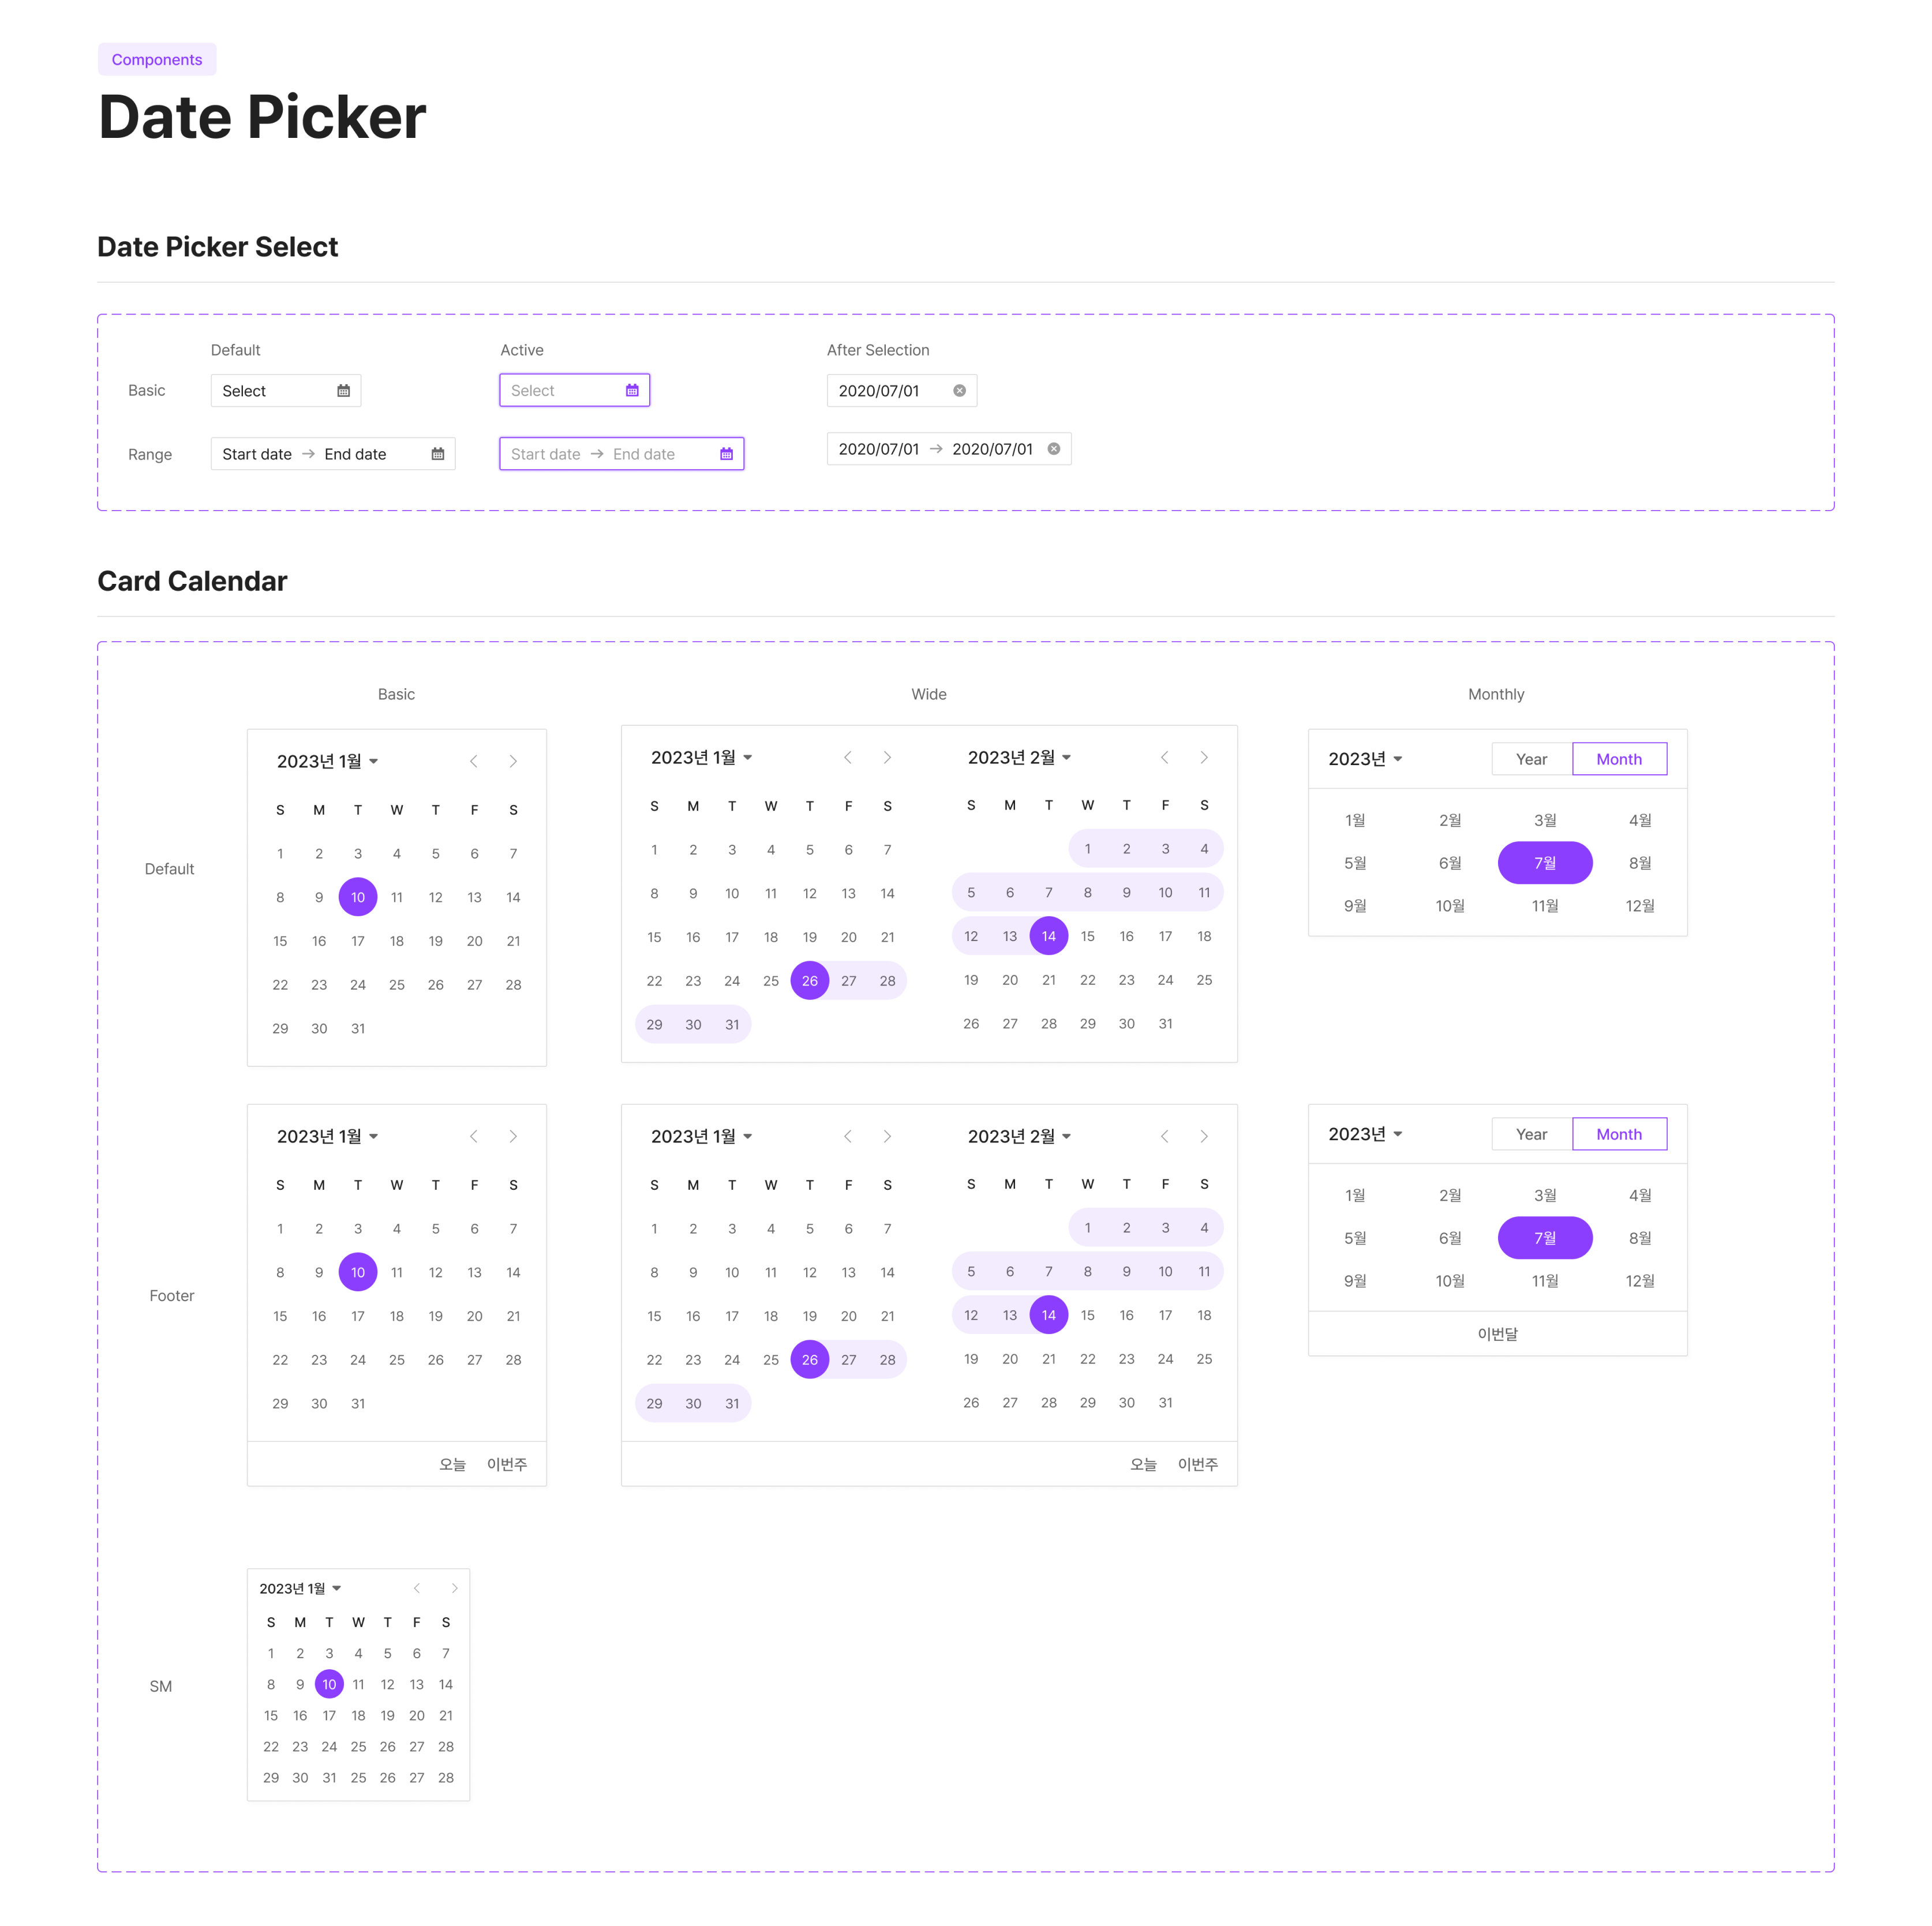 Components
Date Picker
Date Picker Select
Default Active After Selection
Basic Select Select 2020/07/01
Range Start date → End date Start date → End date 2020/07/01 → 2020/07/01
Card Calendar
Basic Wide Monthly
Default
2023년 1월
S M T W T F S
1 2 3 4 5 6 7
8 9 10 11 12 13 14
15 16 17 18 19 20 21
22 23 24 25 26 27 28
29 30 31
2023년 1월
S M T W T F S
1 2 3 4 5 6 7
8 9 10 11 12 13 14
15 16 17 18 19 20 21
22 23 24 25 26 27 28
29 30 31
2023년 2월
S M T W T F S
1 2 3 4
5 6 7 8 9 10 11
12 13 14 15 16 17 18
19 20 21 22 23 24 25
26 27 28 29 30 31
2023년 Year Month
1월 2월 3월 4월
5월 6월 7월 8월
9월 10월 11월 12월
Footer
2023년 1월
S M T W T F S
1 2 3 4 5 6 7
8 9 10 11 12 13 14
15 16 17 18 19 20 21
22 23 24 25 26 27 28
29 30 31
오늘 이번주
2023년 1월
S M T W T F S
1 2 3 4 5 6 7
8 9 10 11 12 13 14
15 16 17 18 19 20 21
22 23 24 25 26 27 28
29 30 31
2023년 2월
S M T W T F S
1 2 3 4
5 6 7 8 9 10 11
12 13 14 15 16 17 18
19 20 21 22 23 24 25
26 27 28 29 30 31
오늘 이번주
2023년 Year Month
1월 2월 3월 4월
5월 6월 7월 8월
9월 10월 11월 12월
이번달
SM
2023년 1월
S M T W T F S
1 2 3 4 5 6 7
8 9 10 11 12 13 14
15 16 17 18 19 20 21
22 23 24 25 26 27 28
29 30 31 25 26 27 28